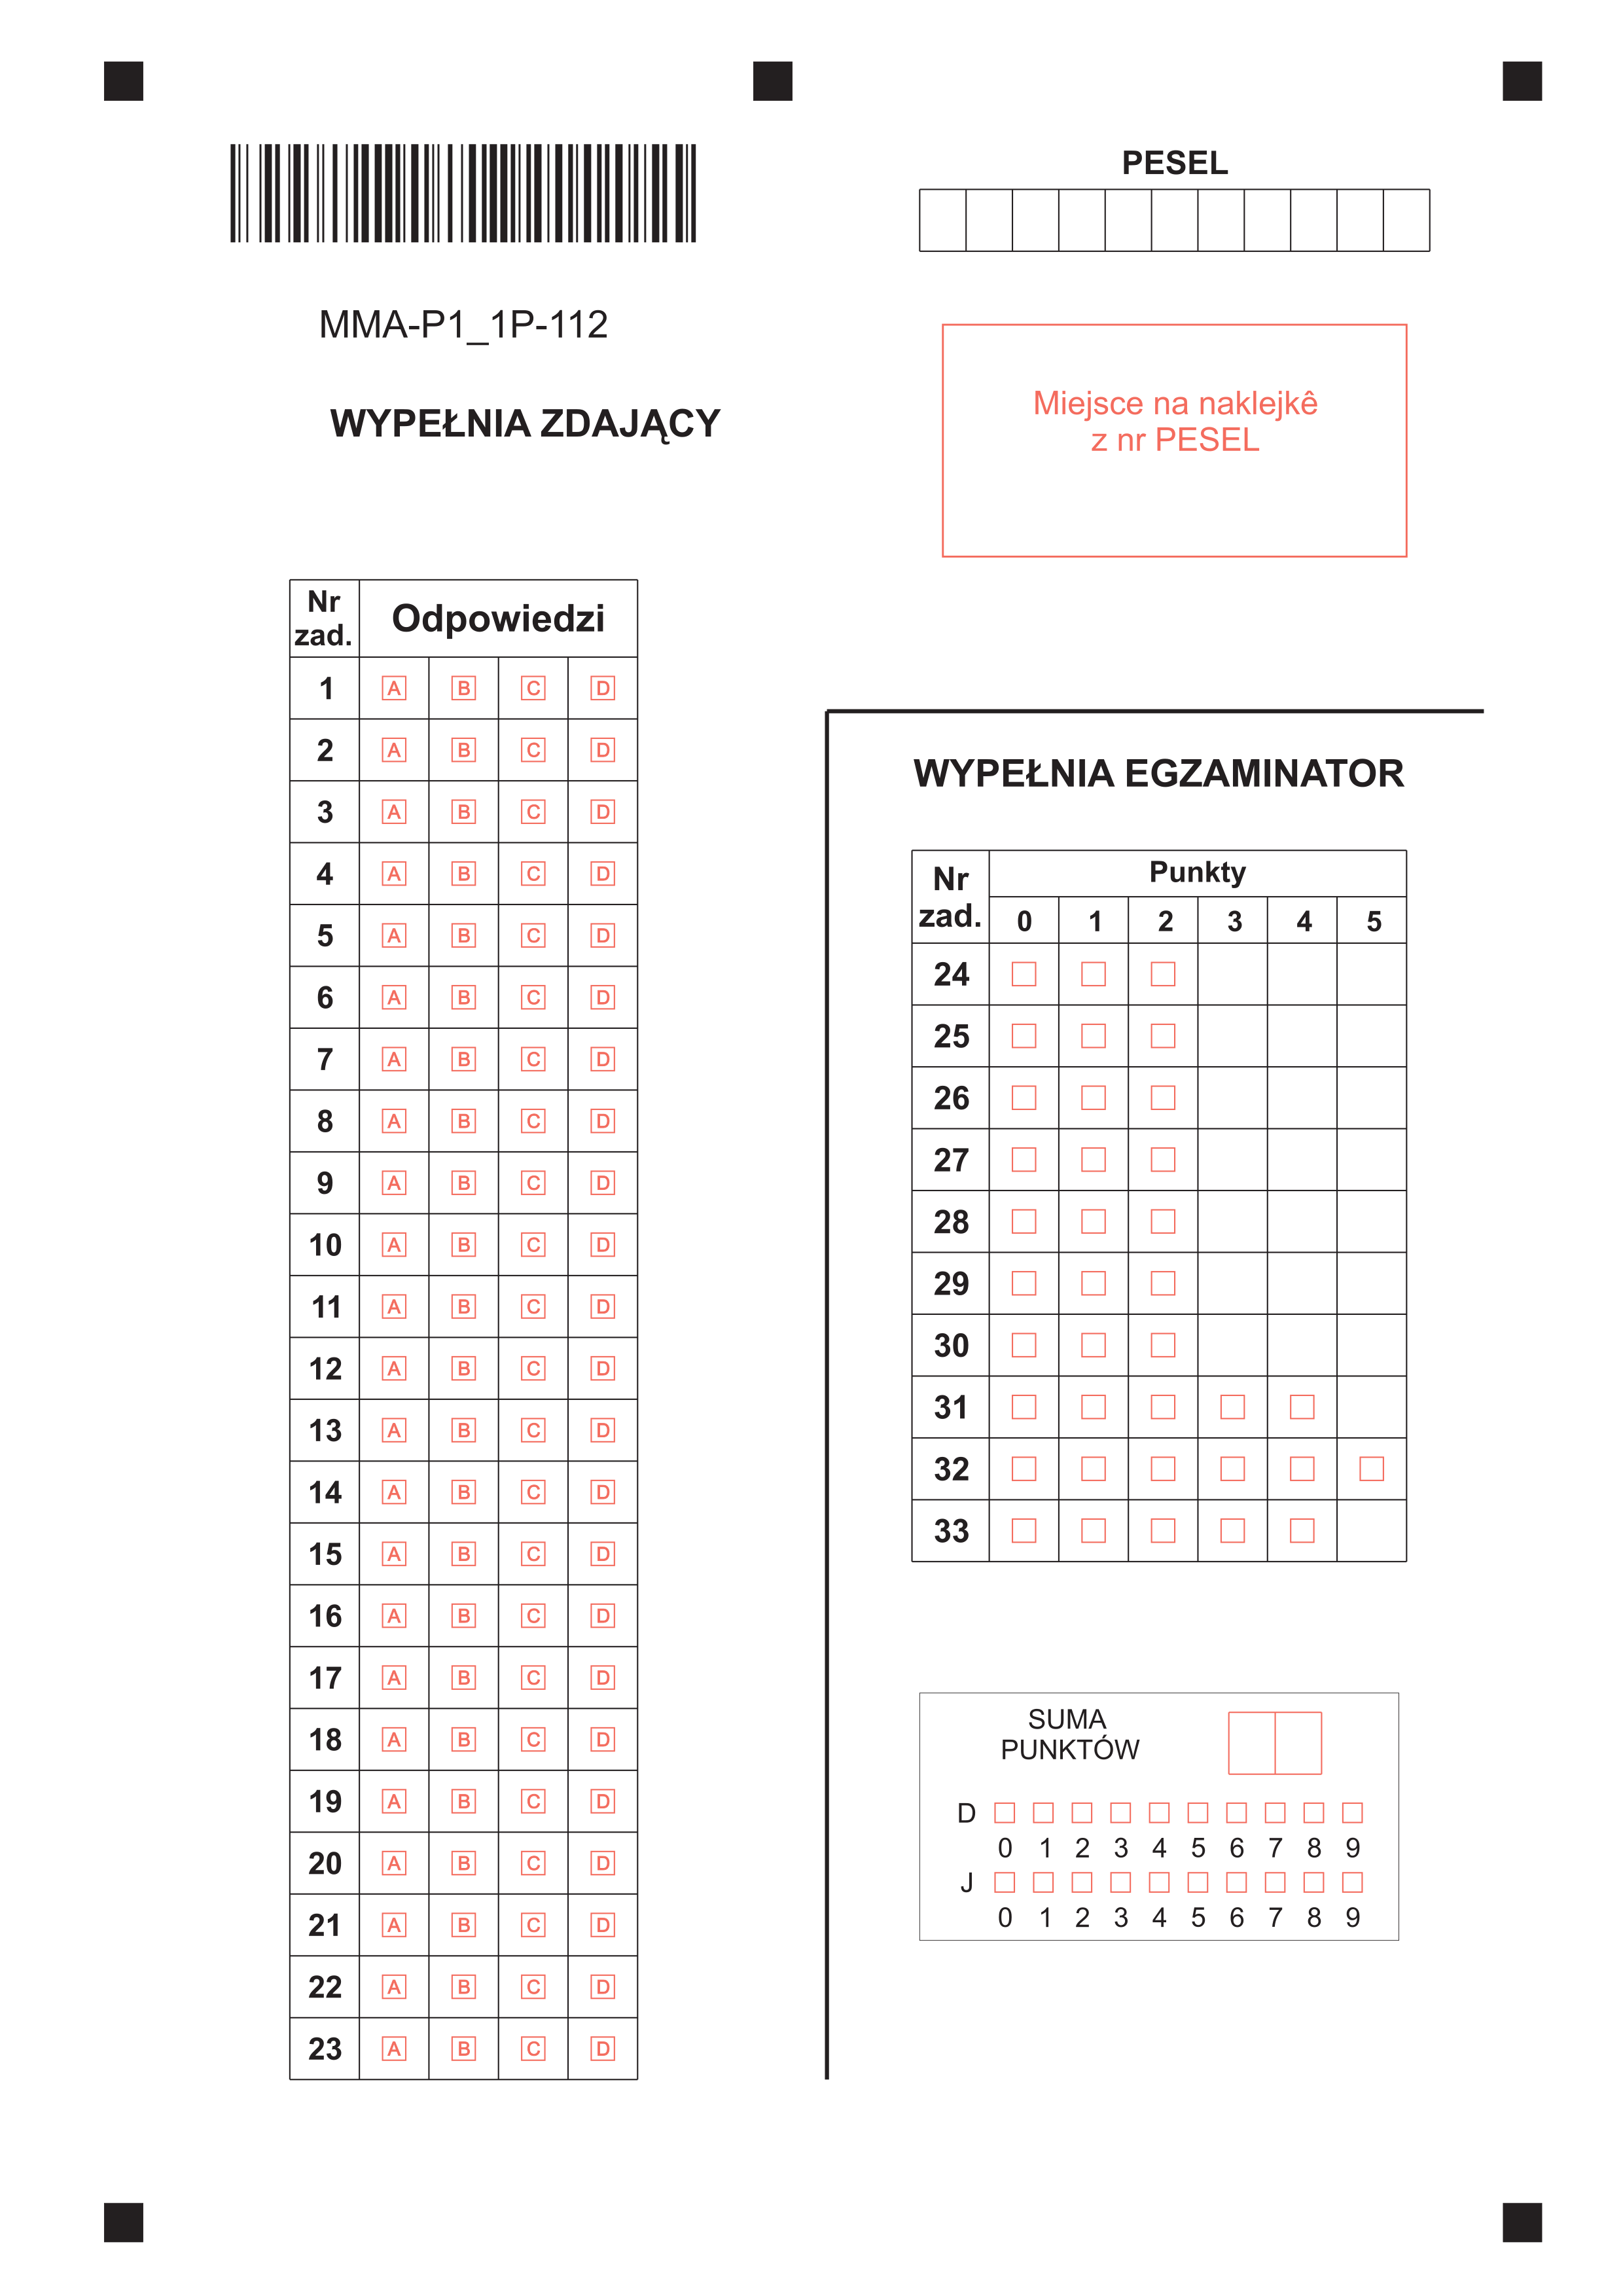 PESEL
MMA-P1_1P-112
Miejsce na naklejkê
z nr PESEL
WYPEŁNIA ZDAJĄCY
Nr zad. Odpowiedzi
1 A B C D
2 A B C D
3 A B C D
4 A B C D
5 A B C D
6 A B C D
7 A B C D
8 A B C D
9 A B C D
10 A B C D
11 A B C D
12 A B C D
13 A B C D
14 A B C D
15 A B C D
16 A B C D
17 A B C D
18 A B C D
19 A B C D
20 A B C D
21 A B C D
22 A B C D
23 A B C D
WYPEŁNIA EGZAMINATOR
Nr zad. Punkty
0 1 2 3 4 5
24
25
26
27
28
29
30
31
32
33
SUMA
PUNKTÓW
D
0 1 2 3 4 5 6 7 8 9
J
0 1 2 3 4 5 6 7 8 9